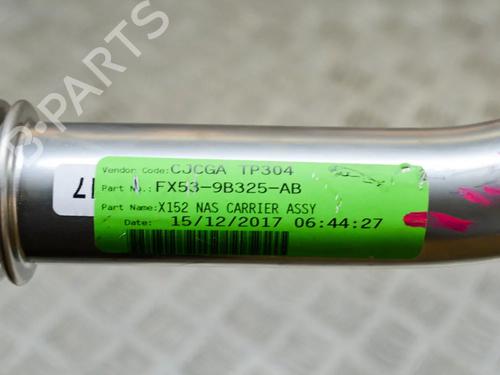 B-PARTS
17
Vendor Code: CJCGA TP304
Part No.: FX53-9B325-AB
Part Name: X152 NAS CARRIER ASSY
Date: 15/12/2017 06:44:27